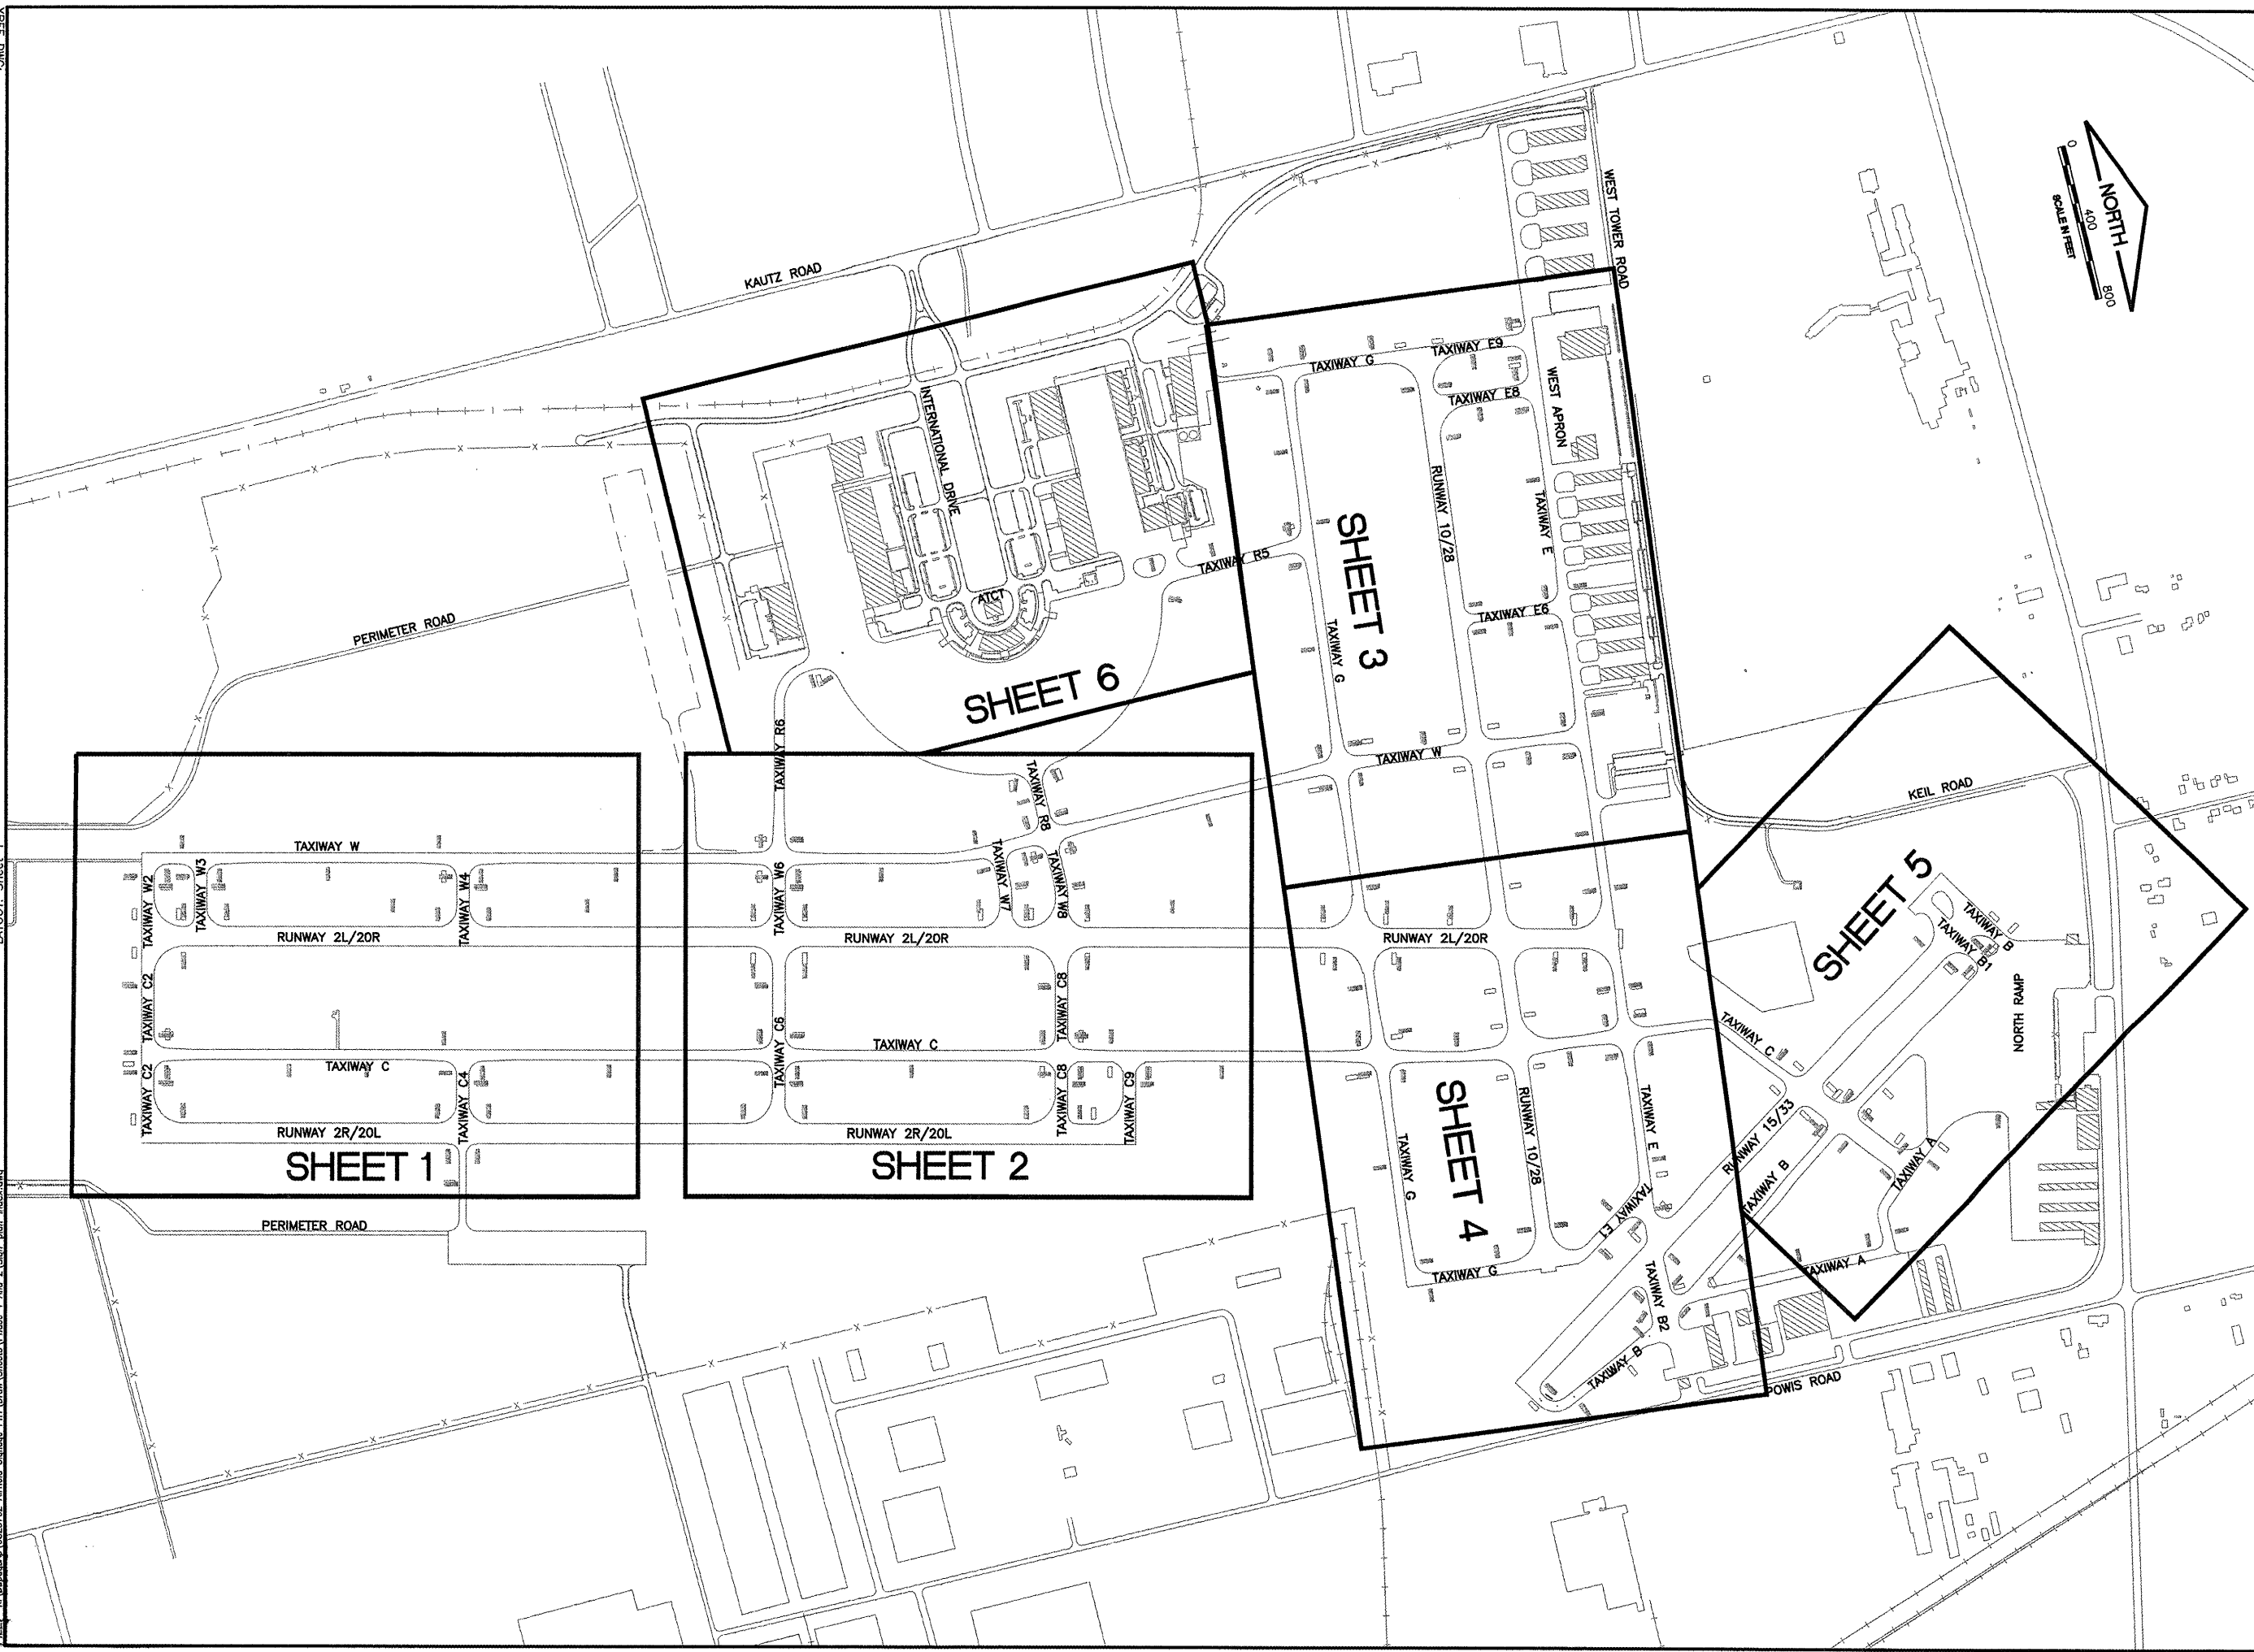 0
400
800
NORTH
SCALE IN FEET
WEST TOWER ROAD
KAUTZ ROAD
TAXIWAY G
TAXIWAY E9
TAXIWAY E8
WEST APRON
INTERNATIONAL DRIVE
RUNWAY 10/28
TAXIWAY E
SHEET 3
TAXIWAY R5
ATCT
TAXIWAY E6
PERIMETER ROAD
TAXIWAY G
SHEET 6
TAXIWAY R6
TAXIWAY W
TAXIWAY R8
KEIL ROAD
TAXIWAY W
TAXIWAY W2
TAXIWAY W3
TAXIWAY W4
TAXIWAY W6
TAXIWAY W7
TAXIWAY W8
RUNWAY 2L/20R
RUNWAY 2L/20R
RUNWAY 2L/20R
SHEET 5
TAXIWAY B
TAXIWAY B1
NORTH RAMP
TAXIWAY C2
TAXIWAY C6
TAXIWAY C8
TAXIWAY C
TAXIWAY C
TAXIWAY C
TAXIWAY C2
TAXIWAY C4
TAXIWAY C8
TAXIWAY C9
RUNWAY 2R/20L
RUNWAY 2R/20L
SHEET 1
SHEET 2
SHEET 4
TAXIWAY G
RUNWAY 10/28
TAXIWAY E
RUNWAY 15/33
TAXIWAY B
TAXIWAY A
TAXIWAY E1
PERIMETER ROAD
TAXIWAY G
TAXIWAY A
TAXIWAY B2
TAXIWAY B
POWIS ROAD